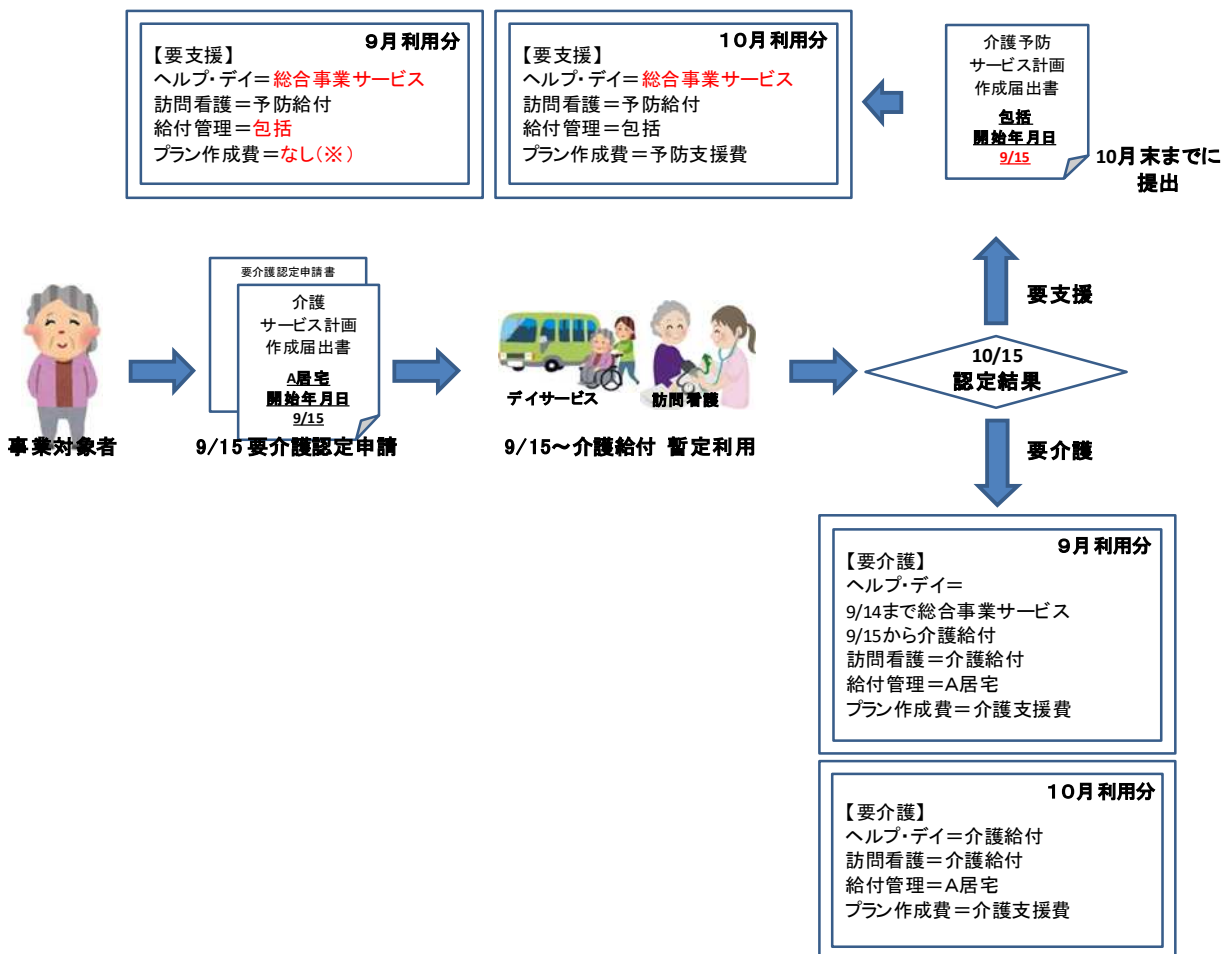 ９月利用分
【要支援】
ヘルプ・デイ＝総合事業サービス
訪問看護＝予防給付
給付管理＝包括
プラン作成費＝なし（※）
１０月利用分
【要支援】
ヘルプ・デイ＝総合事業サービス
訪問看護＝予防給付
給付管理＝包括
プラン作成費＝予防支援費
介護予防
サービス計画
作成届出書
包括
開始年月日
9/15
10月末までに
提出
要支援
要介護認定申請書
介護
サービス計画
作成届出書
A居宅
開始年月日
9/15
デイサービス
訪問看護
10/15
認定結果
事業対象者
9/15 要介護認定申請
9/15～介護給付 暫定利用
要介護
９月利用分
【要介護】
ヘルプ・デイ＝
9/14まで総合事業サービス
9/15から介護給付
訪問看護＝介護給付
給付管理＝A居宅
プラン作成費＝介護支援費
１０月利用分
【要介護】
ヘルプ・デイ＝介護給付
訪問看護＝介護給付
給付管理＝A居宅
プラン作成費＝介護支援費